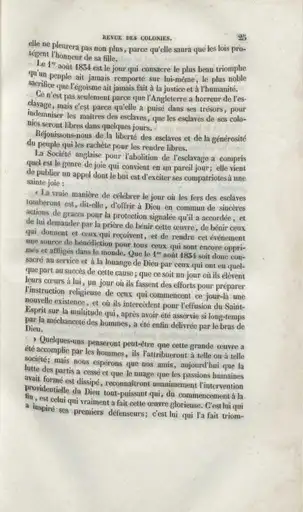 REVUE DES COLONIES. 25
elle ne pleurera pas non plus, parce qu'elle saura que les lois pro-
tègent l'honneur de sa fille.
Le 1er août 1834 est le jour qui consacre le plus beau triomphe
qu'un peuple ait jamais remporté sur lui-même, le plus noble
sacrifice que l'égoïsme ait jamais fait à la justice et à l'humanité.
Ce n'est pas seulement parce que l'Angleterre a horreur de l'es-
clavage, mais c'est parce qu'elle a puisé dans ses trésors, pour
indemniser les maîtres des esclaves, que les esclaves de ses colo-
nies seront libres dans quelques jours.
Réjouissons-nous de la liberté des esclaves et de la générosité
du peuple qui les rachète pour les rendre libres.
La Société anglaise pour l'abolition de l'esclavage a compris
quel est le genre de joie qui convient en un pareil jour; elle vient
de publier un appel dont le but est d'exciter ses compatriotes à une
sainte joie :
« La vraie manière de célébrer le jour où les fers des esclaves
tomberont est, dit-elle, d'offrir à Dieu en commun de sincères
actions de graces pour la protection signalée qu'il a accordée, et
de lui demander par la prière de bénir cette œuvre, de bénir ceux
qui donnent et ceux qui reçoivent, et de rendre cet événement
une source de bénédiction pour tous ceux qui sont encore oppri-
més et affligés dans le monde. Que le 1er août 1834 soit donc con-
sacré au service et à la louange de Dieu par ceux qui ont eu quel-
que part au succès de cette cause; que ce soit un jour où ils élèvent
leurs cœurs à lui, un jour où ils fassent des efforts pour préparer
l'instruction religieuse de ceux qui commencent ce jour-là une
nouvelle existence, et où ils intercèdent pour l'effusion du Saint-
Esprit sur la multitude qui, après avoir été asservie si long-temps
par la méchanceté des hommes, a été enfin délivrée par le bras de
Dieu.
» Quelques-uns penseront peut-être que cette grande œuvre a
été accomplie par les hommes, ils l'attribueront à telle ou à telle
société; mais nous espérons que nos amis, aujourd'hui que la
lutte des partis a cessé et que le nuage que les passions humaines
avait formé est dissipé, reconnaîtront unanimement l'intervention
providentielle du Dieu tout-puissant qui, du commencement à la
fin, est celui qui vraiment a fait cette œuvre glorieuse. C'est lui qui
a inspiré ses premiers défenseurs; c'est lui qui l'a fait triom-